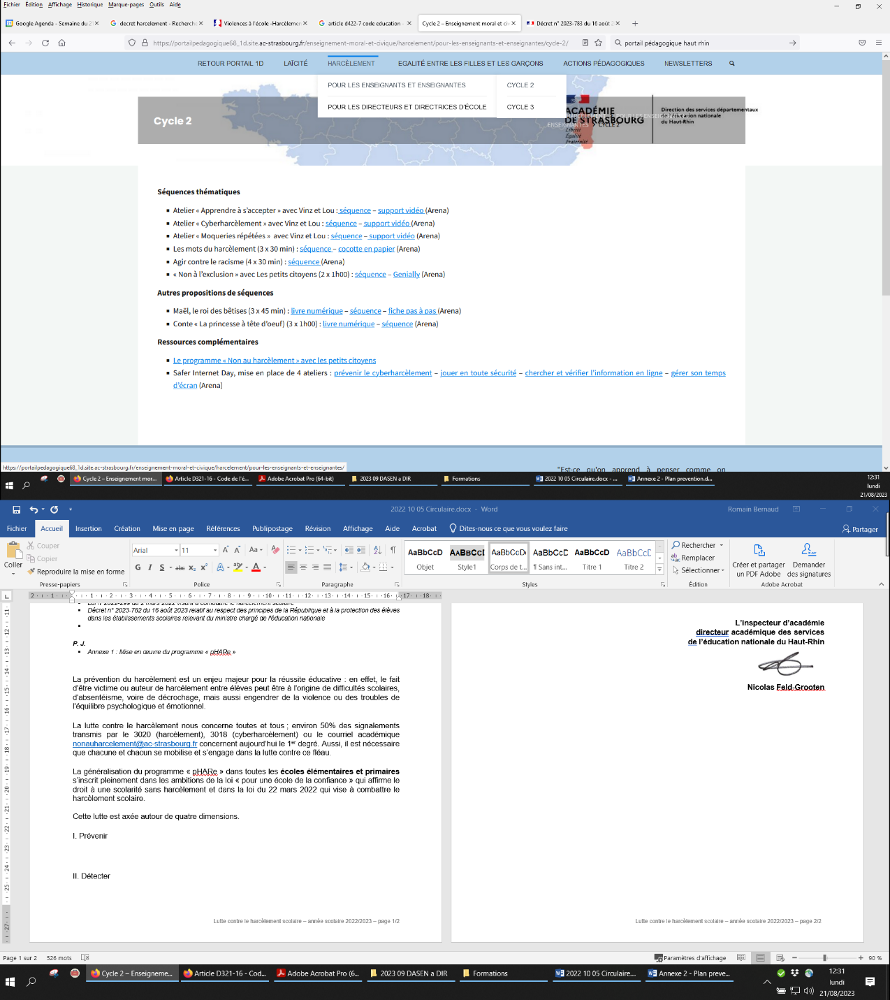 Fichier Édition Affichage Historique Marque-pages Outils Aide
Google Agenda - Semaine du 2
decret harcelement - Recherche
Violences à l'école -Harcèlemen
article d422-7 code education -
Cycle 2 – Enseignement moral et civ
Décret n° 2023-783 du 16 août 2
https://portailpedagogique68_1d.site.ac-strasbourg.fr/enseignement-moral-et-civique/harcelement/pour-les-enseignants-et-enseignantes/cycle-2/
portail pédagogique haut rhin
RETOUR PORTAIL 1D LAÏCITÉ HARCÈLEMENT EGALITÉ ENTRE LES FILLES ET LES GARÇONS ACTIONS PÉDAGOGIQUES NEWSLETTERS
POUR LES ENSEIGNANTS ET ENSEIGNANTES CYCLE 2
POUR LES DIRECTEURS ET DIRECTRICES D'ÉCOLE CYCLE 3
Cycle 2
ACADÉMIE
DE STRASBOURG
Liberté
Égalité
Fraternité
Direction des services départementaux
de l'éducation nationale
du Haut-Rhin
ENSEIGNANTES > CYCLE 2
Séquences thématiques
▪ Atelier « Apprendre à s'accepter » avec Vinz et Lou : séquence – support vidéo (Arena)
▪ Atelier « Cyberharcèlement » avec Vinz et Lou : séquence – support vidéo (Arena)
▪ Atelier « Moqueries répétées » avec Vinz et Lou : séquence – support vidéo (Arena)
▪ Les mots du harcèlement (3 x 30 min) : séquence – cocotte en papier (Arena)
▪ Agir contre le racisme (4 x 30 min) : séquence (Arena)
▪ « Non à l'exclusion » avec Les petits citoyens (2 x 1h00) : séquence – Genially (Arena)
Autres propositions de séquences
▪ Maël, le roi des bêtises (3 x 45 min) : livre numérique – séquence – fiche pas à pas (Arena)
▪ Conte « La princesse à tête d'oeuf) (3 x 1h00) : livre numérique – séquence (Arena)
Ressources complémentaires
▪ Le programme « Non au harcèlement » avec les petits citoyens
▪ Safer Internet Day, mise en place de 4 ateliers : prévenir le cyberharcèlement – jouer en toute sécurité – chercher et vérifier l'information en ligne – gérer son temps
d'écran (Arena)
"Est-ce qu'on apprend à penser comme on
https://portailpedagogique68_1d.site.ac-strasbourg.fr/enseignement-moral-et-civique/harcelement/pour-les-enseignants-et-enseignantes/
Cycle 2 – Enseignement mor...
Article D321-16 - Code de l'é...
Adobe Acrobat Pro (64-bit)
2023 09 DASEN a DIR
Formations
2022 10 05 Circulaire.docx - ...
Annexe 2 - Plan prevention.d...
12:31
lundi
21/08/2023
2022 10 05 Circulaire.docx - Word
Romain Bernaud
Fichier Accueil Insertion Création Mise en page Références Publipostage Révision Affichage Aide Acrobat Dites-nous ce que vous voulez faire Partager
Coller
Couper
Copier
Reproduire la mise en forme
Presse-papiers
Arial 11
G I S abc X₂ X²
Police
Paragraphe
AaBbCcD Objet
AaBbCcI Style1
AaBbCcDi Corps de t...
AaBbCcD ¶ Sans int...
AaBbCcD Titre 1
AaBbCcD Titre 2
Styles
Rechercher
Remplacer
Sélectionner
Édition
Créer et partager un PDF Adobe
Demander des signatures
Adobe Acrobat
Loi n°2022-299 du 2 mars 2022 visant à combattre le harcèlement scolaire
▪ Décret n° 2023-782 du 16 août 2023 relatif au respect des principes de la République et à la protection des élèves
dans les établissements scolaires relevant du ministre chargé de l'éducation nationale
P. J.
▪ Annexe 1 : Mise en œuvre du programme « pHARe »
La prévention du harcèlement est un enjeu majeur pour la réussite éducative : en effet, le fait
d'être victime ou auteur de harcèlement entre élèves peut être à l'origine de difficultés scolaires,
d'absentéisme, voire de décrochage, mais aussi engendrer de la violence ou des troubles de
l'équilibre psychologique et émotionnel.
La lutte contre le harcèlement nous concerne toutes et tous ; environ 50% des signalements
transmis par le 3020 (harcèlement), 3018 (cyberharcèlement) ou le courriel académique
nonauharcelement@ac-strasbourg.fr concernent aujourd'hui le 1er degré. Aussi, il est nécessaire
que chacune et chacun se mobilise et s'engage dans la lutte contre ce fléau.
La généralisation du programme « pHARe » dans toutes les écoles élémentaires et primaires
s'inscrit pleinement dans les ambitions de la loi « pour une école de la confiance » qui affirme le
droit à une scolarité sans harcèlement et dans la loi du 22 mars 2022 qui vise à combattre le
harcèlement scolaire.
Cette lutte est axée autour de quatre dimensions.
I. Prévenir
II. Détecter
Lutte contre le harcèlement scolaire – année scolaire 2022/2023 – page 1/2
L'inspecteur d'académie
directeur académique des services
de l'éducation nationale du Haut-Rhin
Nicolas Feld-Grooten
Lutte contre le harcèlement scolaire – année scolaire 2022/2023 – page 2/2
Page 1 sur 2 526 mots
Paramètres d'affichage
90 %
Cycle 2 – Enseigneme...
Article D321-16 - Cod...
Adobe Acrobat Pro (6...
2023 09 DASEN a DIR
Formations
2022 10 05 Circulaire....
Annexe 2 - Plan preve...
12:31
lundi
21/08/2023